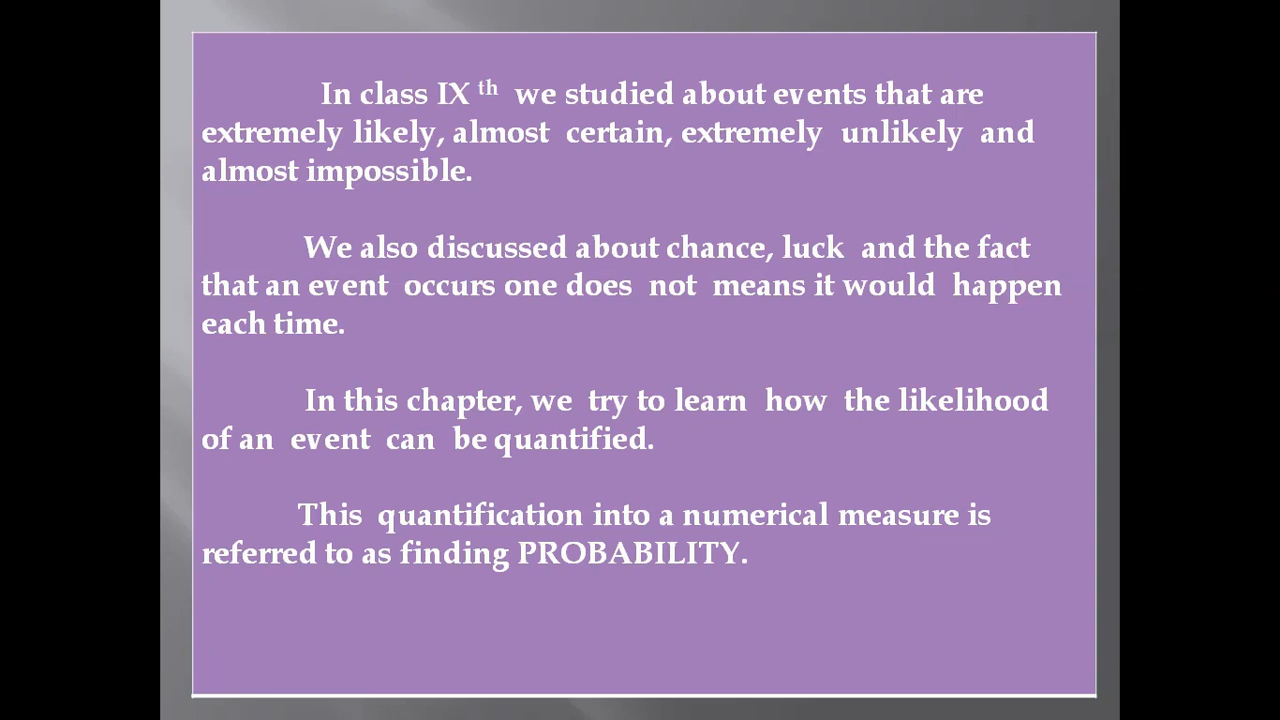 In class IX th we studied about events that are
extremely likely, almost certain, extremely unlikely and
almost impossible.
We also discussed about chance, luck and the fact
that an event occurs one does not means it would happen
each time.
In this chapter, we try to learn how the likelihood
of an event can be quantified.
This quantification into a numerical measure is
referred to as finding PROBABILITY.